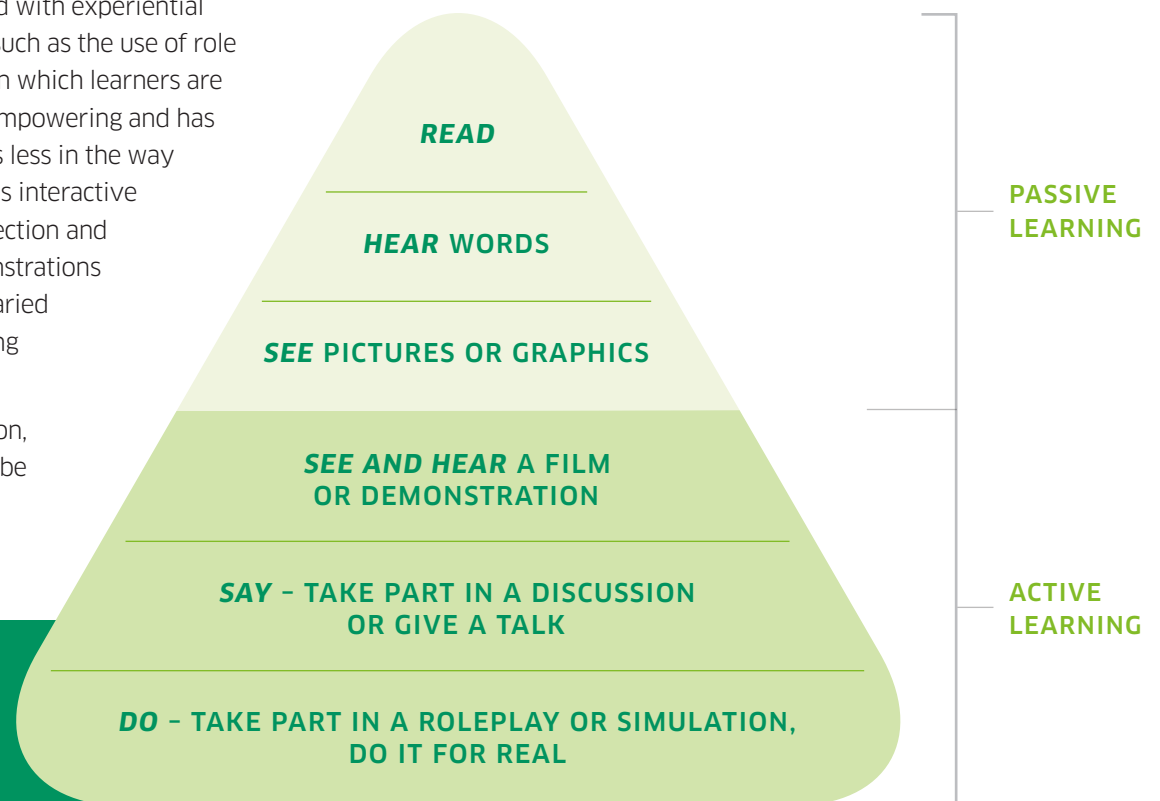 d with experiential
such as the use of role
n which learners are
mpowering and has
s less in the way
s interactive
ection and
nstrations
aried
ng
on,
be
READ
HEAR WORDS
SEE PICTURES OR GRAPHICS
SEE AND HEAR A FILM
OR DEMONSTRATION
SAY – TAKE PART IN A DISCUSSION
OR GIVE A TALK
DO – TAKE PART IN A ROLEPLAY OR SIMULATION,
DO IT FOR REAL
PASSIVE
LEARNING
ACTIVE
LEARNING